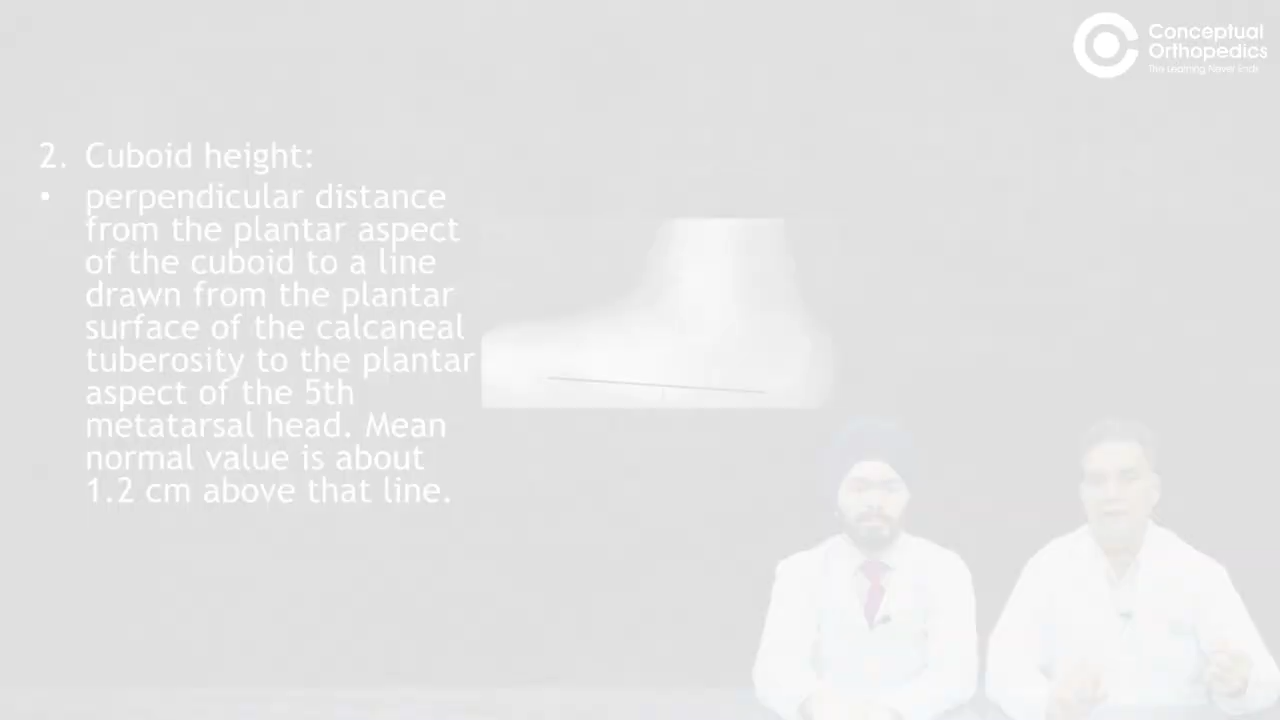 Conceptual
Orthopedics
The Learning Never Ends
2. Cuboid height:
• perpendicular distance
from the plantar aspect
of the cuboid to a line
drawn from the plantar
surface of the calcaneal
tuberosity to the plantar
aspect of the 5th
metatarsal head. Mean
normal value is about
1.2 cm above that line.